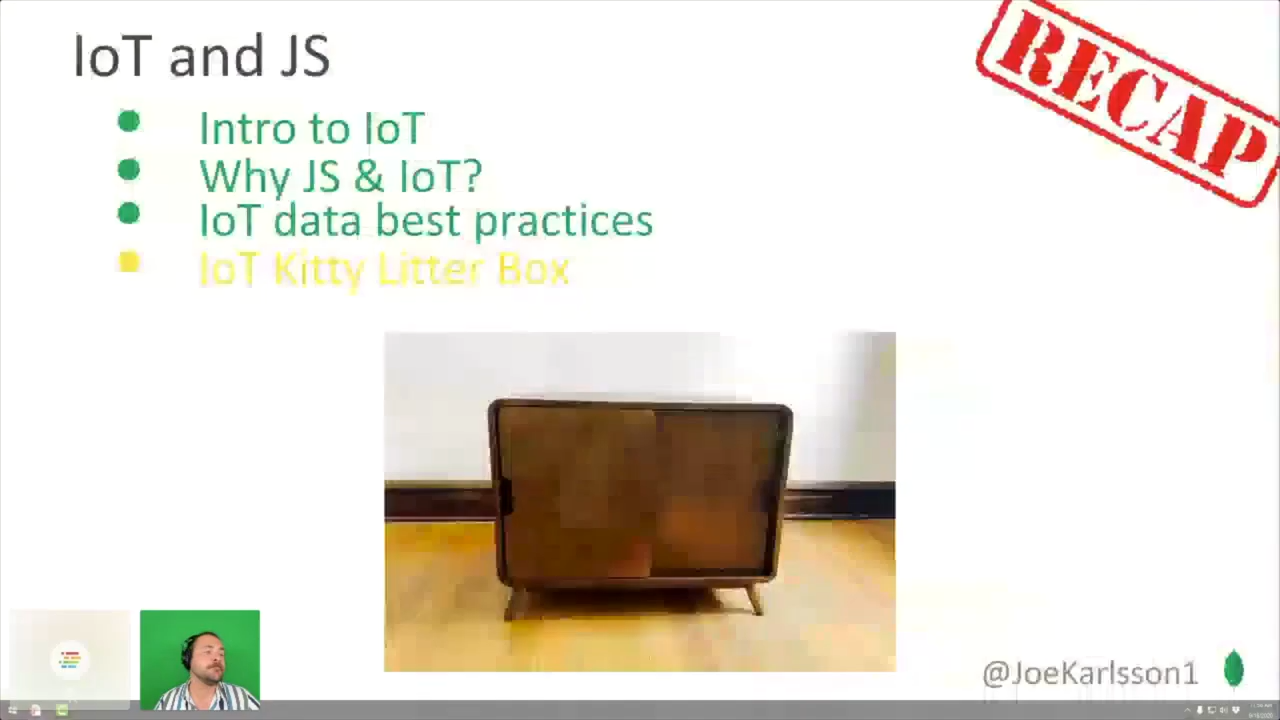 IoT and JS
RECAP
Intro to IoT
Why JS & IoT?
IoT data best practices
IoT Kitty Litter Box
@JoeKarlsson1